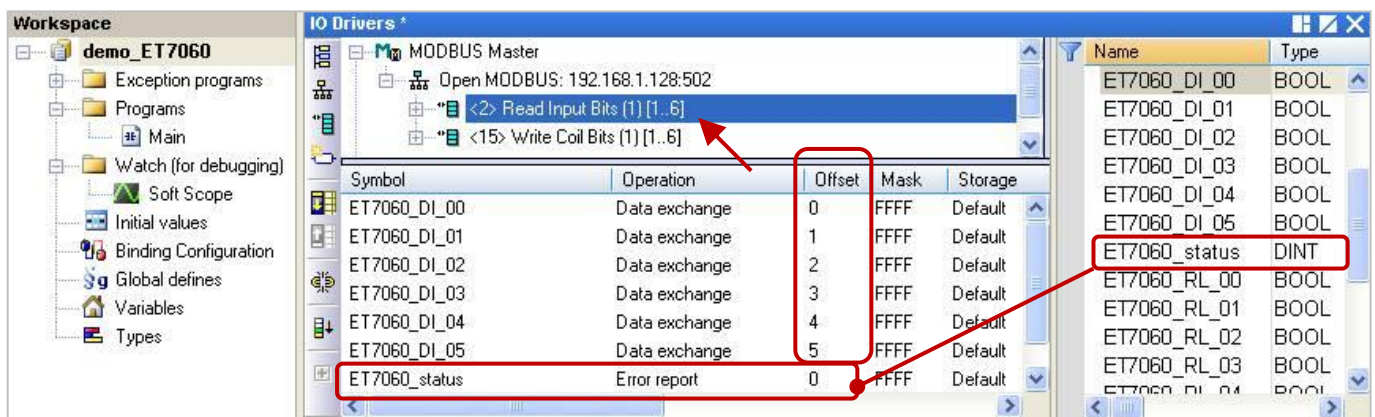 Workspace
demo_ET7060
Exception programs
Programs
Main
Watch (for debugging)
Soft Scope
Initial values
Binding Configuration
Global defines
Variables
Types
IO Drivers *
MODBUS Master
Open MODBUS: 192.168.1.128:502
<2> Read Input Bits (1) [1..6]
<15> Write Coil Bits (1) [1..6]
Symbol Operation Offset Mask Storage
ET7060_DI_00 Data exchange 0 FFFF Default
ET7060_DI_01 Data exchange 1 FFFF Default
ET7060_DI_02 Data exchange 2 FFFF Default
ET7060_DI_03 Data exchange 3 FFFF Default
ET7060_DI_04 Data exchange 4 FFFF Default
ET7060_DI_05 Data exchange 5 FFFF Default
ET7060_status Error report 0 FFFF Default
Name Type
ET7060_DI_00 BOOL
ET7060_DI_01 BOOL
ET7060_DI_02 BOOL
ET7060_DI_03 BOOL
ET7060_DI_04 BOOL
ET7060_DI_05 BOOL
ET7060_status DINT
ET7060_RL_00 BOOL
ET7060_RL_01 BOOL
ET7060_RL_02 BOOL
ET7060_RL_03 BOOL